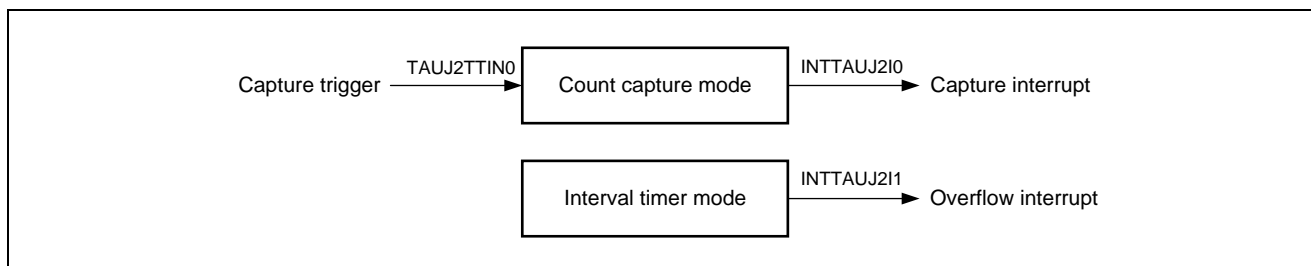 TAUJ2TTIN0 INTTAUJ2I0
Capture trigger Count capture mode Capture interrupt
INTTAUJ2I1
Interval timer mode Overflow interrupt